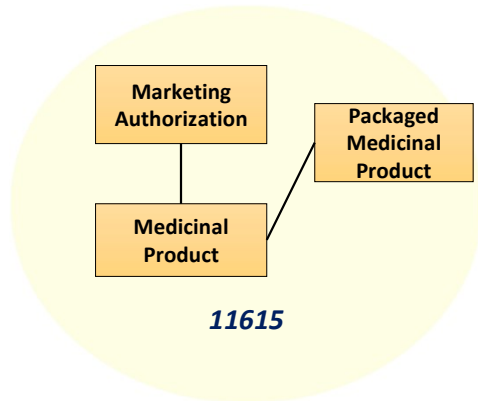 Marketing
Authorization
Packaged
Medicinal
Product
Medicinal
Product
11615